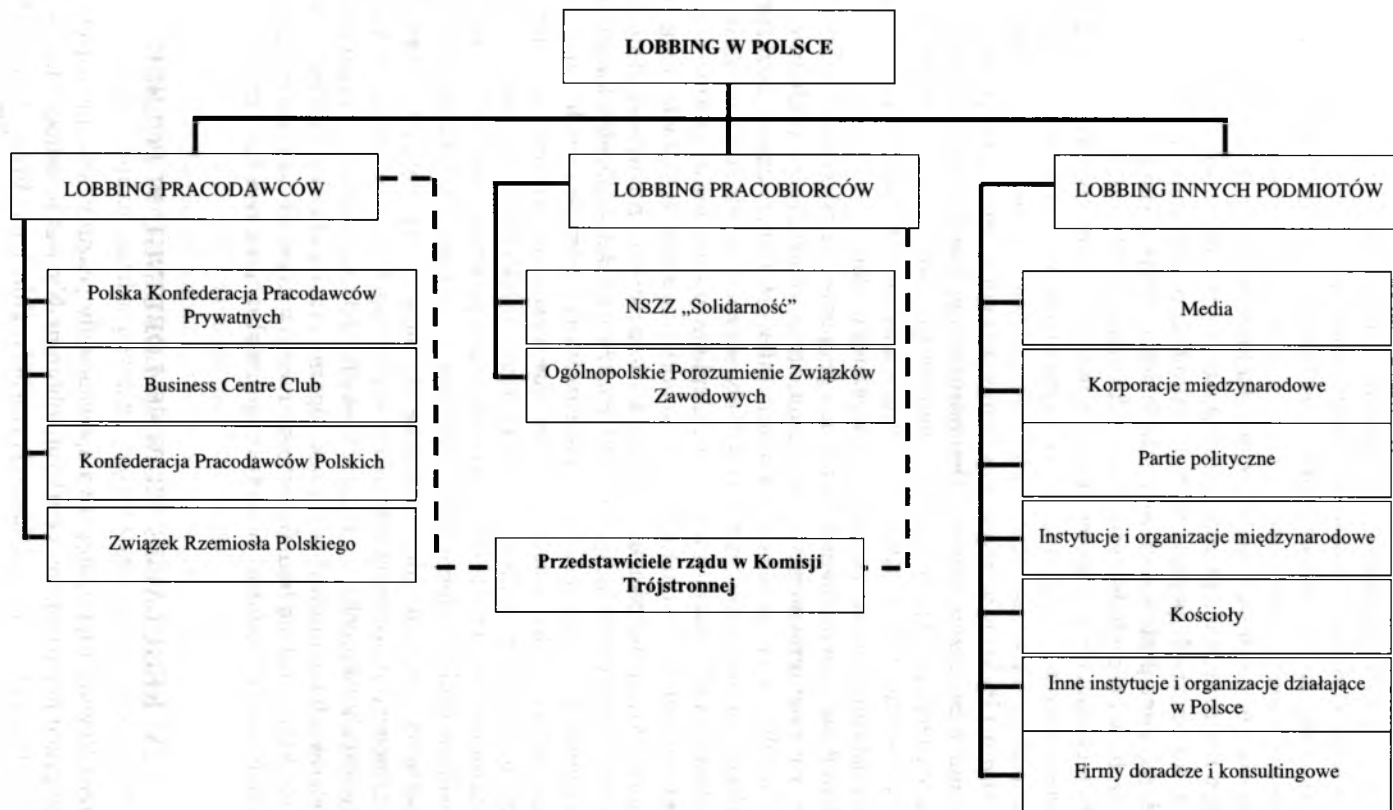 LOBBING W POLSCE
LOBBING PRACODAWCÓW
Polska Konfederacja Pracodawców
Prywatnych
Business Centre Club
Konfederacja Pracodawców Polskich
Związek Rzemiosła Polskiego
LOBBING PRACOBIORCÓW
NSZZ „Solidarność”
Ogólnopolskie Porozumienie Związków
Zawodowych
Przedstawiciele rządu w Komisji
Trójstronnej
LOBBING INNYCH PODMIOTÓW
Media
Korporacje międzynarodowe
Partie polityczne
Instytucje i organizacje międzynarodowe
Kościoły
Inne instytucje i organizacje działające
w Polsce
Firmy doradcze i konsultingowe